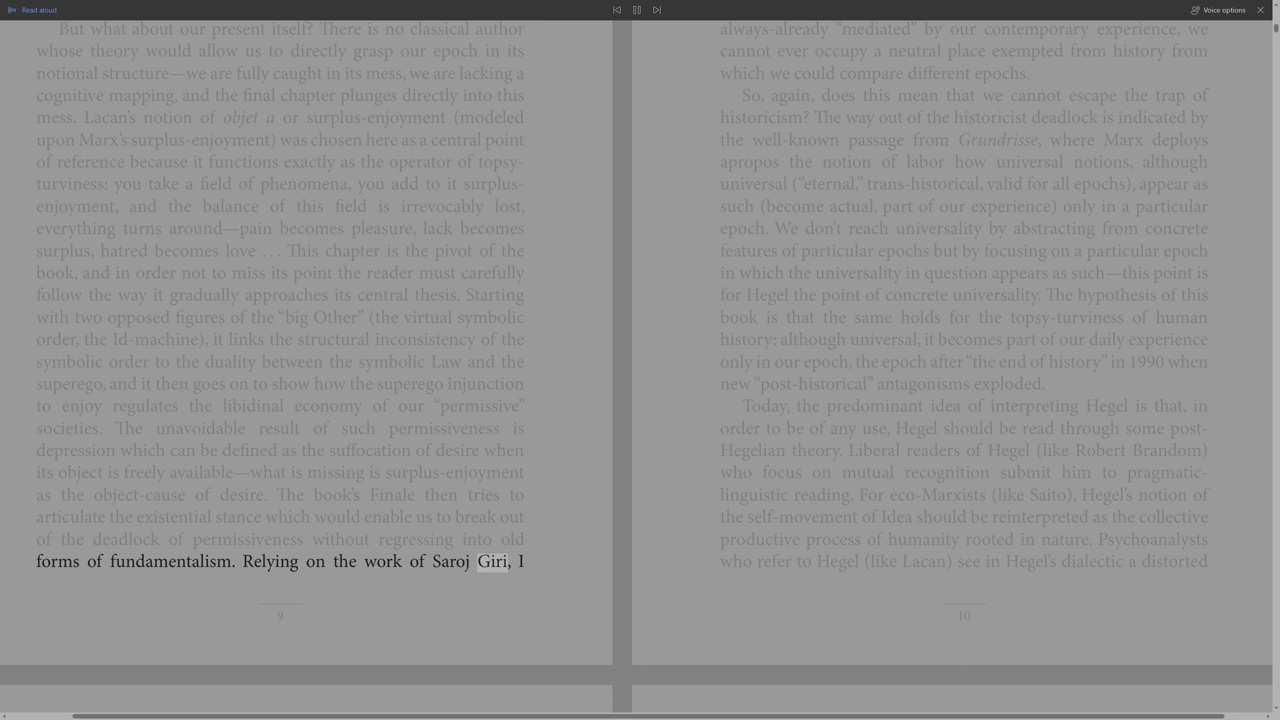 Read aloud
Voice options
But what about our present itself? There is no classical author
whose theory would allow us to directly grasp our epoch in its
notional structure—we are fully caught in its mess, we are lacking a
cognitive mapping, and the final chapter plunges directly into this
mess. Lacan’s notion of objet a or surplus-enjoyment (modeled
upon Marx’s surplus-enjoyment) was chosen here as a central point
of reference because it functions exactly as the operator of topsy-
turviness: you take a field of phenomena, you add to it surplus-
enjoyment, and the balance of this field is irrevocably lost,
everything turns around—pain becomes pleasure, lack becomes
surplus, hatred becomes love … This chapter is the pivot of the
book, and in order not to miss its point the reader must carefully
follow the way it gradually approaches its central thesis. Starting
with two opposed figures of the “big Other” (the virtual symbolic
order, the Id-machine), it links the structural inconsistency of the
symbolic order to the duality between the symbolic Law and the
superego, and it then goes on to show how the superego injunction
to enjoy regulates the libidinal economy of our “permissive”
societies. The unavoidable result of such permissiveness is
depression which can be defined as the suffocation of desire when
its object is freely available—what is missing is surplus-enjoyment
as the object-cause of desire. The book’s Finale then tries to
articulate the existential stance which would enable us to break out
of the deadlock of permissiveness without regressing into old
forms of fundamentalism. Relying on the work of Saroj Giri, I
9
always-already “mediated” by our contemporary experience, we
cannot ever occupy a neutral place exempted from history from
which we could compare different epochs.
So, again, does this mean that we cannot escape the trap of
historicism? The way out of the historicist deadlock is indicated by
the well-known passage from Grundrisse, where Marx deploys
apropos the notion of labor how universal notions, although
universal (“eternal,” trans-historical, valid for all epochs), appear as
such (become actual, part of our experience) only in a particular
epoch. We don’t reach universality by abstracting from concrete
features of particular epochs but by focusing on a particular epoch
in which the universality in question appears as such—this point is
for Hegel the point of concrete universality. The hypothesis of this
book is that the same holds for the topsy-turviness of human
history: although universal, it becomes part of our daily experience
only in our epoch, the epoch after “the end of history” in 1990 when
new “post-historical” antagonisms exploded.
Today, the predominant idea of interpreting Hegel is that, in
order to be of any use, Hegel should be read through some post-
Hegelian theory. Liberal readers of Hegel (like Robert Brandom)
who focus on mutual recognition submit him to pragmatic-
linguistic reading. For eco-Marxists (like Saito), Hegel’s notion of
the self-movement of Idea should be reinterpreted as the collective
productive process of humanity rooted in nature. Psychoanalysts
who refer to Hegel (like Lacan) see in Hegel’s dialectic a distorted
10